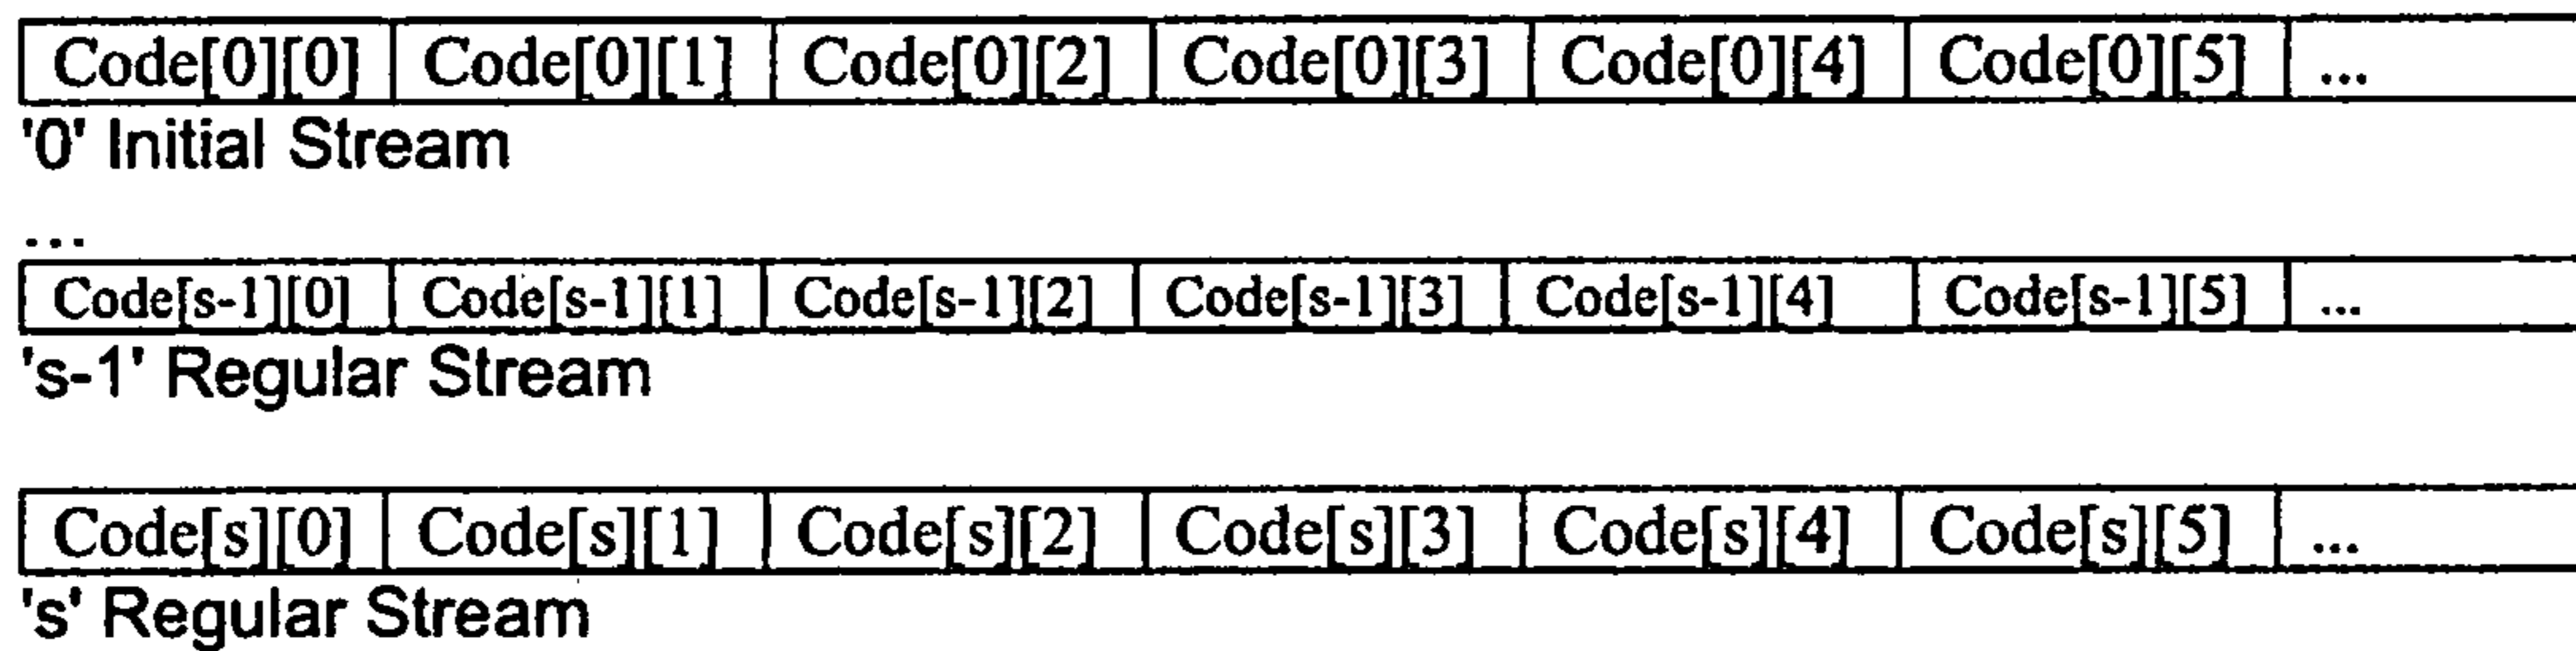 Code[0][0] Code[0][1] Code[0][2] Code[0][3] Code[0][4] Code[0][5] ...
'0' Initial Stream
...
Code[s-1][0] Code[s-1][1] Code[s-1][2] Code[s-1][3] Code[s-1][4] Code[s-1][5] ...
's-1' Regular Stream
Code[s][0] Code[s][1] Code[s][2] Code[s][3] Code[s][4] Code[s][5] ...
's' Regular Stream